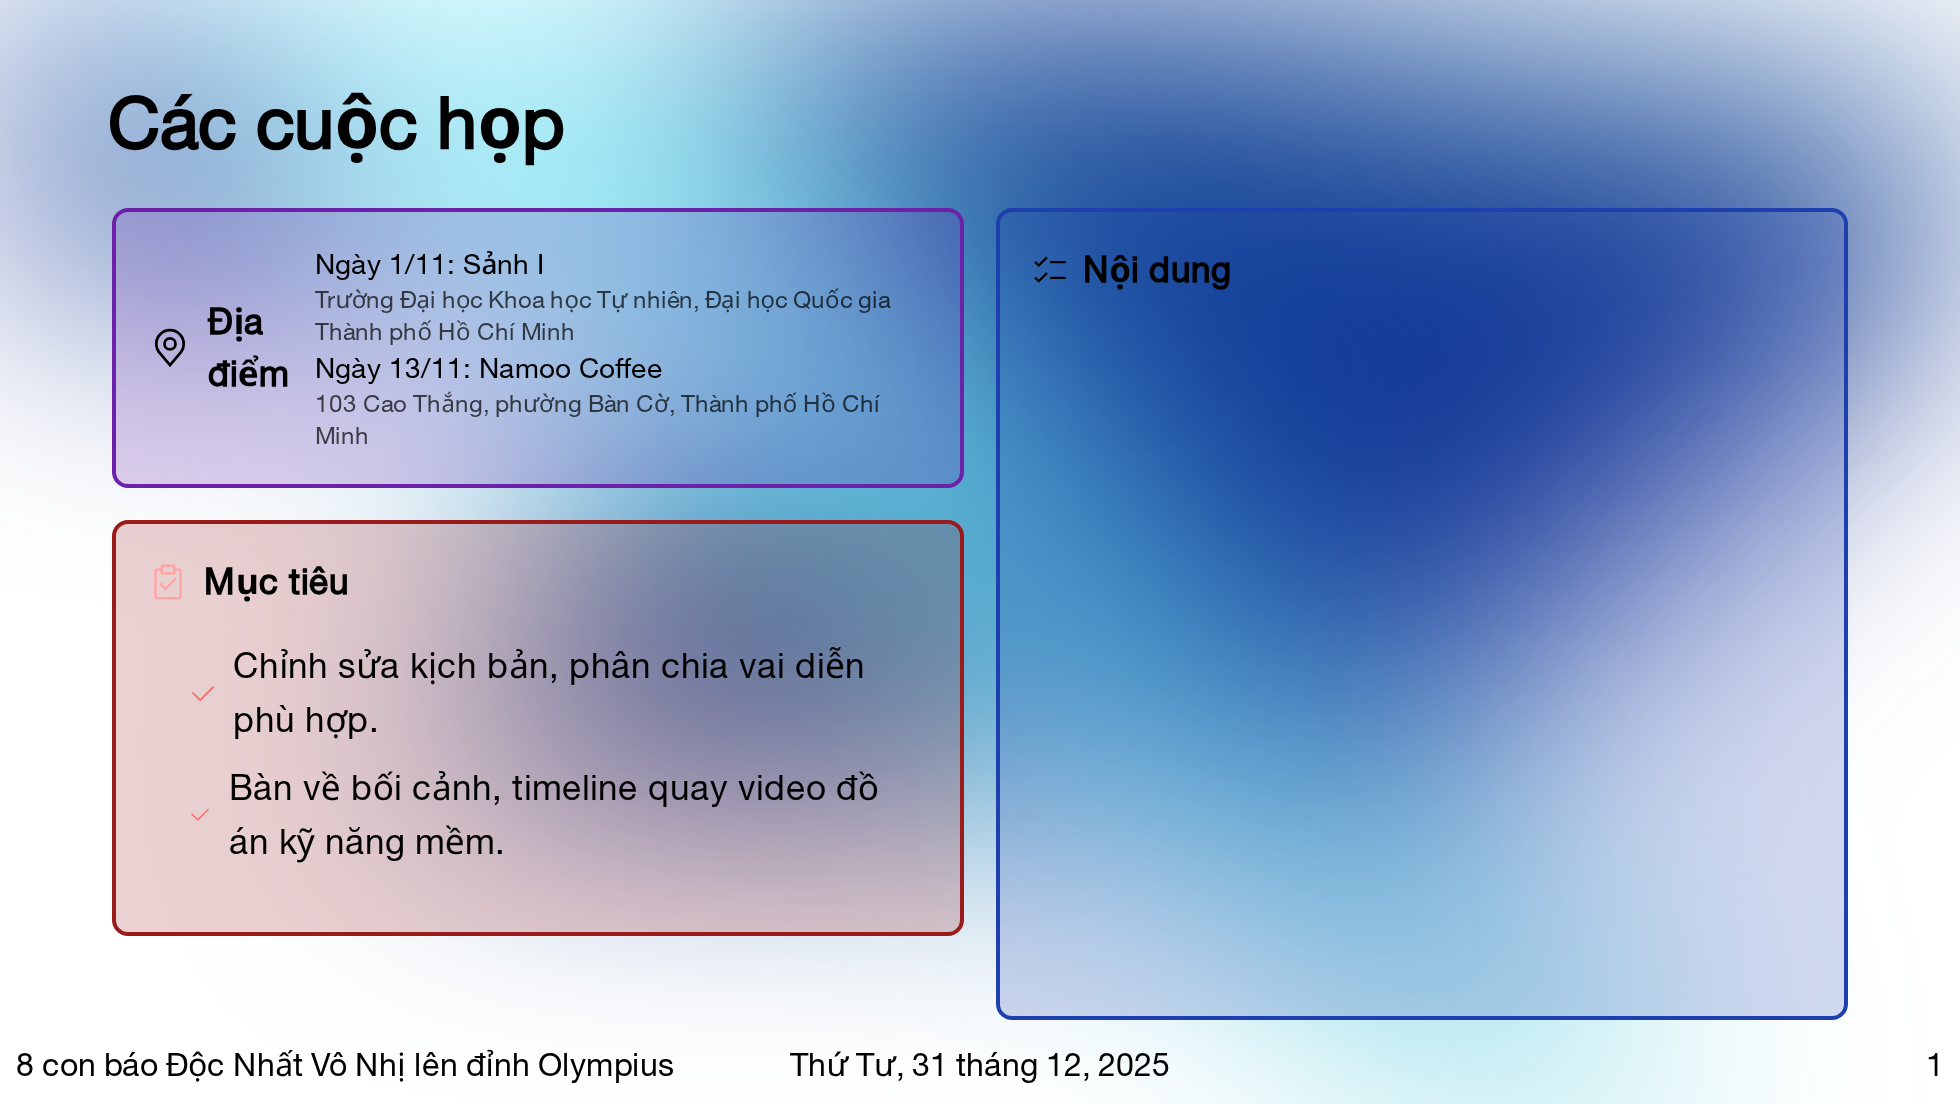 Các cuộc họp
Địa
điểm
Ngày 1/11: Sảnh I
Trường Đại học Khoa học Tự nhiên, Đại học Quốc gia
Thành phố Hồ Chí Minh
Ngày 13/11: Namoo Coffee
103 Cao Thắng, phường Bàn Cờ, Thành phố Hồ Chí
Minh
Mục tiêu
Chỉnh sửa kịch bản, phân chia vai diễn
phù hợp.
Bàn về bối cảnh, timeline quay video đồ
án kỹ năng mềm.
Nội dung
8 con báo Độc Nhất Vô Nhị lên đỉnh Olympius
Thứ Tư, 31 tháng 12, 2025
1